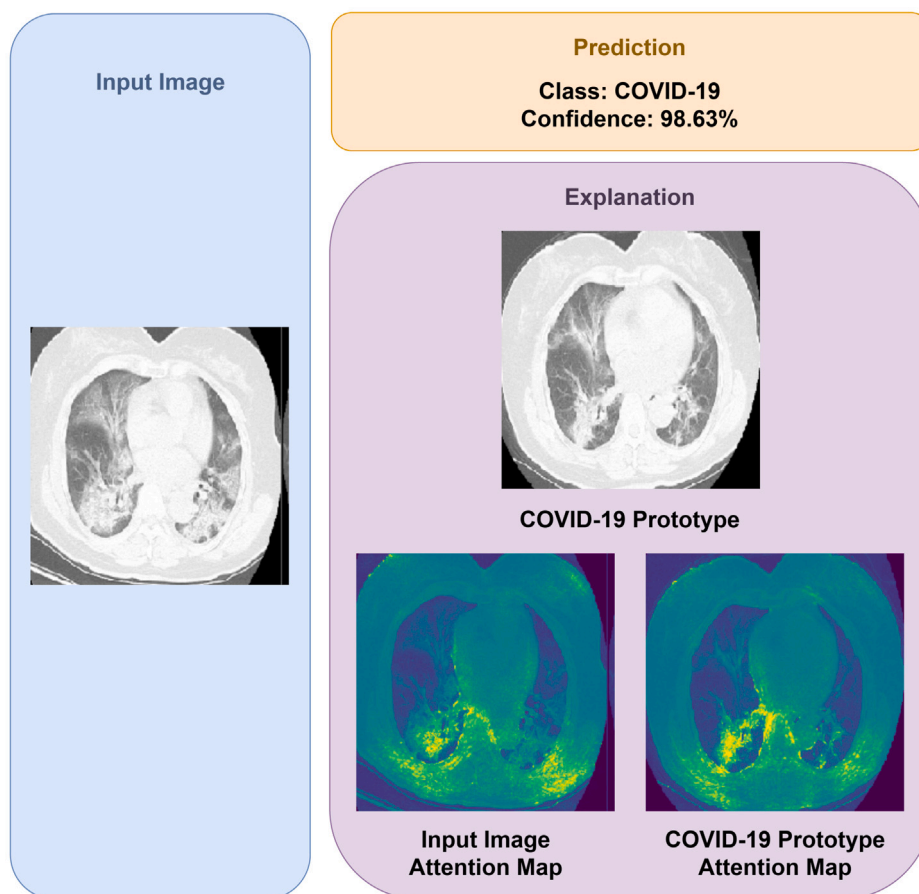 Input Image
Prediction
Class: COVID-19
Confidence: 98.63%
Explanation
COVID-19 Prototype
Input Image
Attention Map
COVID-19 Prototype
Attention Map